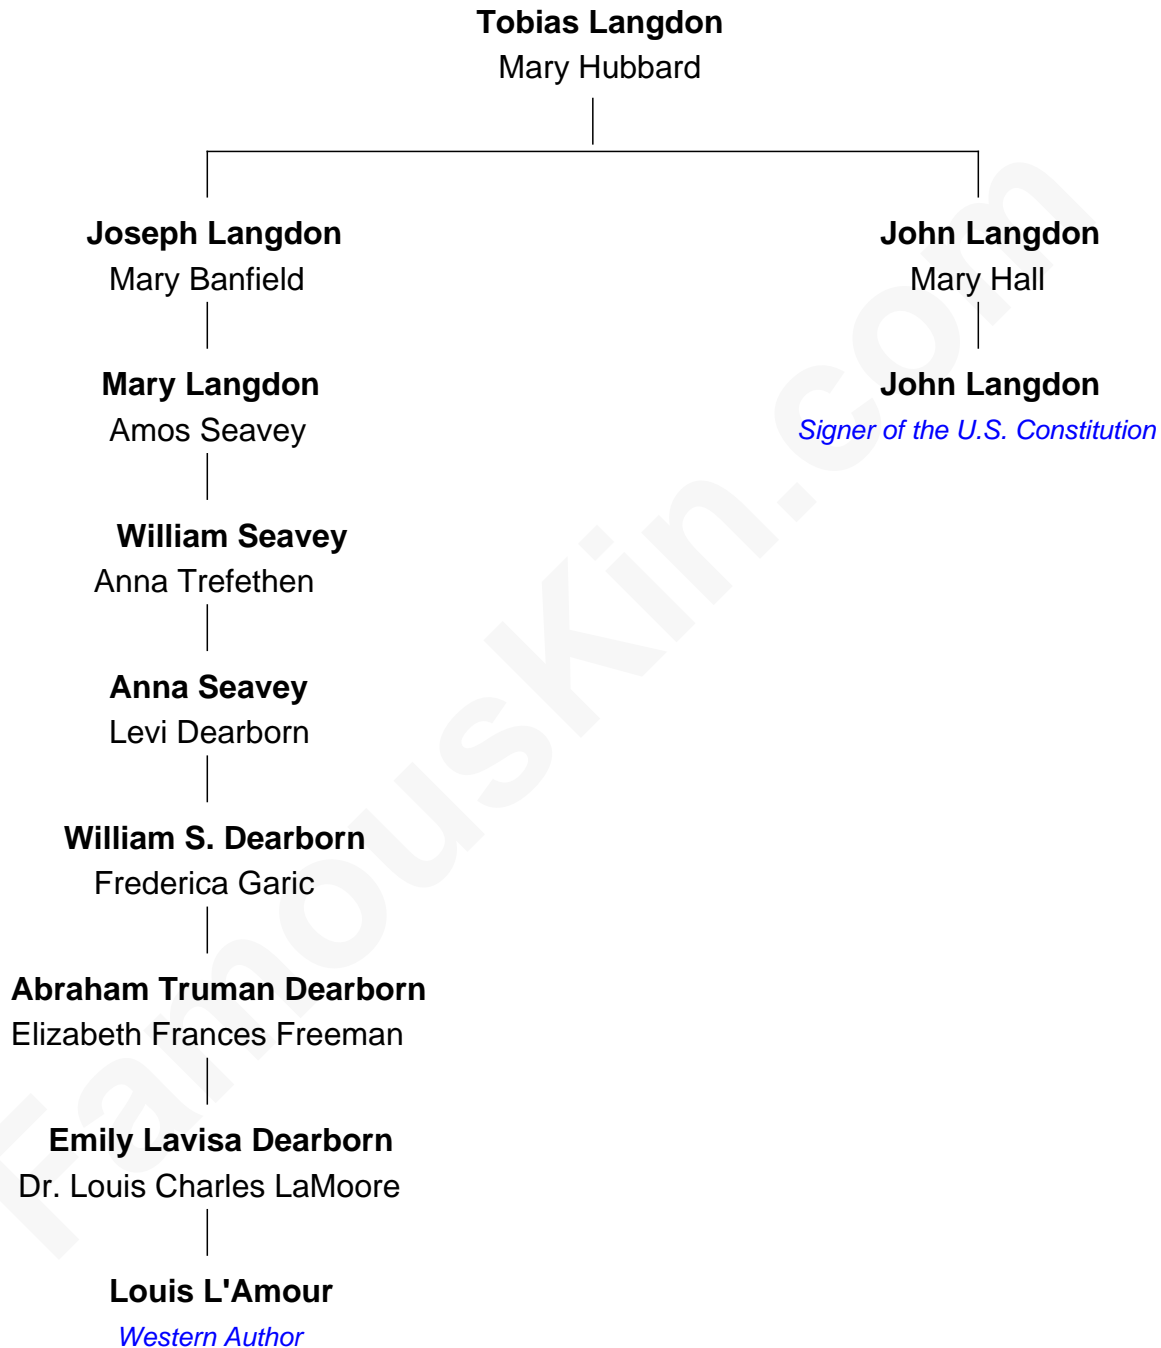 Tobias Langdon
Mary Hubbard
Joseph Langdon
Mary Banfield
John Langdon
Mary Hall
Mary Langdon
Amos Seavey
John Langdon
Signer of the U.S. Constitution
William Seavey
Anna Trefethen
Anna Seavey
Levi Dearborn
William S. Dearborn
Frederica Garic
Abraham Truman Dearborn
Elizabeth Frances Freeman
Emily Lavisa Dearborn
Dr. Louis Charles LaMoore
Louis L'Amour
Western Author
FamousKin.com